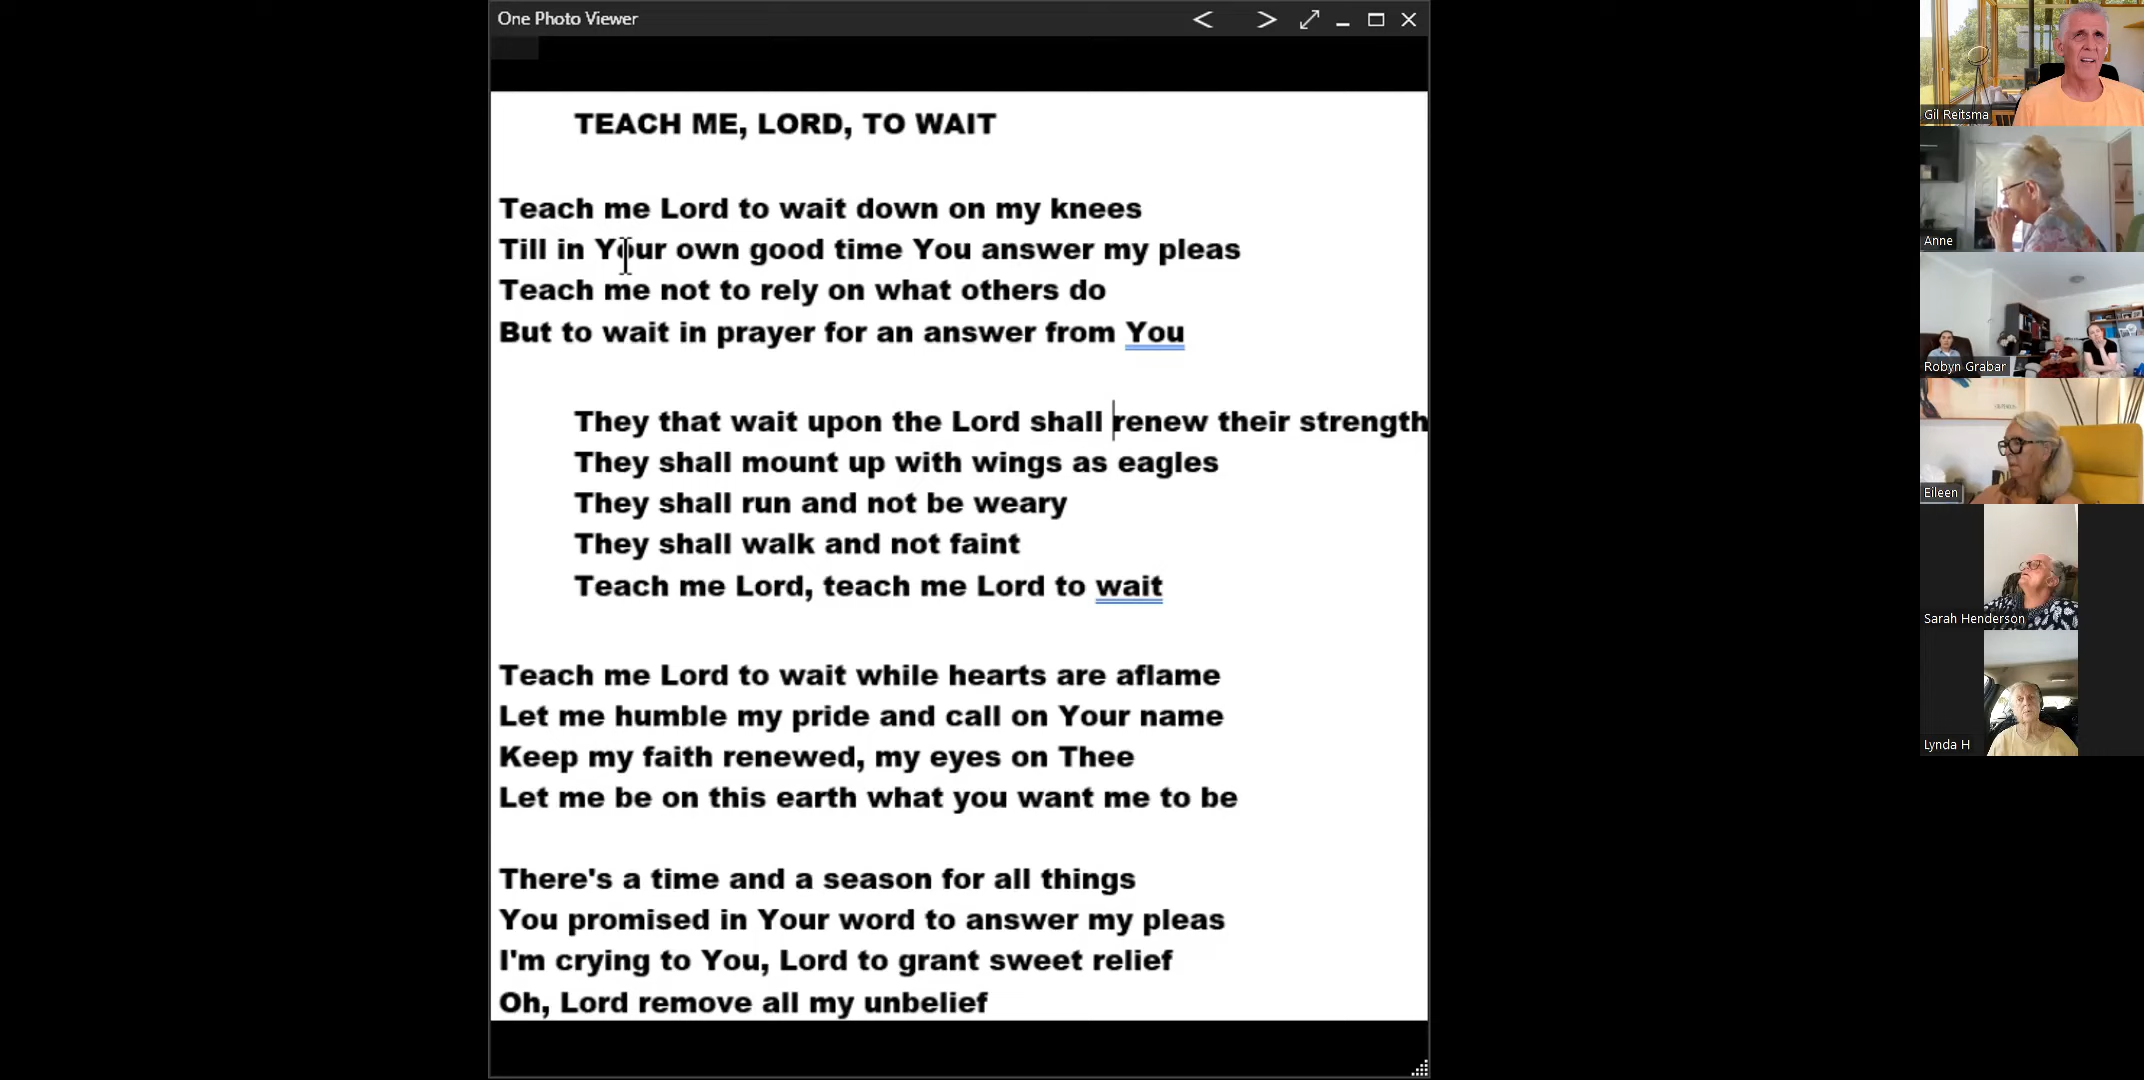 One Photo Viewer
TEACH ME, LORD, TO WAIT
Teach me Lord to wait down on my knees
Till in Your own good time You answer my pleas
Teach me not to rely on what others do
But to wait in prayer for an answer from You
They that wait upon the Lord shall renew their strength
They shall mount up with wings as eagles
They shall run and not be weary
They shall walk and not faint
Teach me Lord, teach me Lord to wait
Teach me Lord to wait while hearts are aflame
Let me humble my pride and call on Your name
Keep my faith renewed, my eyes on Thee
Let me be on this earth what you want me to be
There's a time and a season for all things
You promised in Your word to answer my pleas
I'm crying to You, Lord to grant sweet relief
Oh, Lord remove all my unbelief
Gil Reitsma
Anne
Robyn Grabar
Eileen
Sarah Henderson
Lynda H